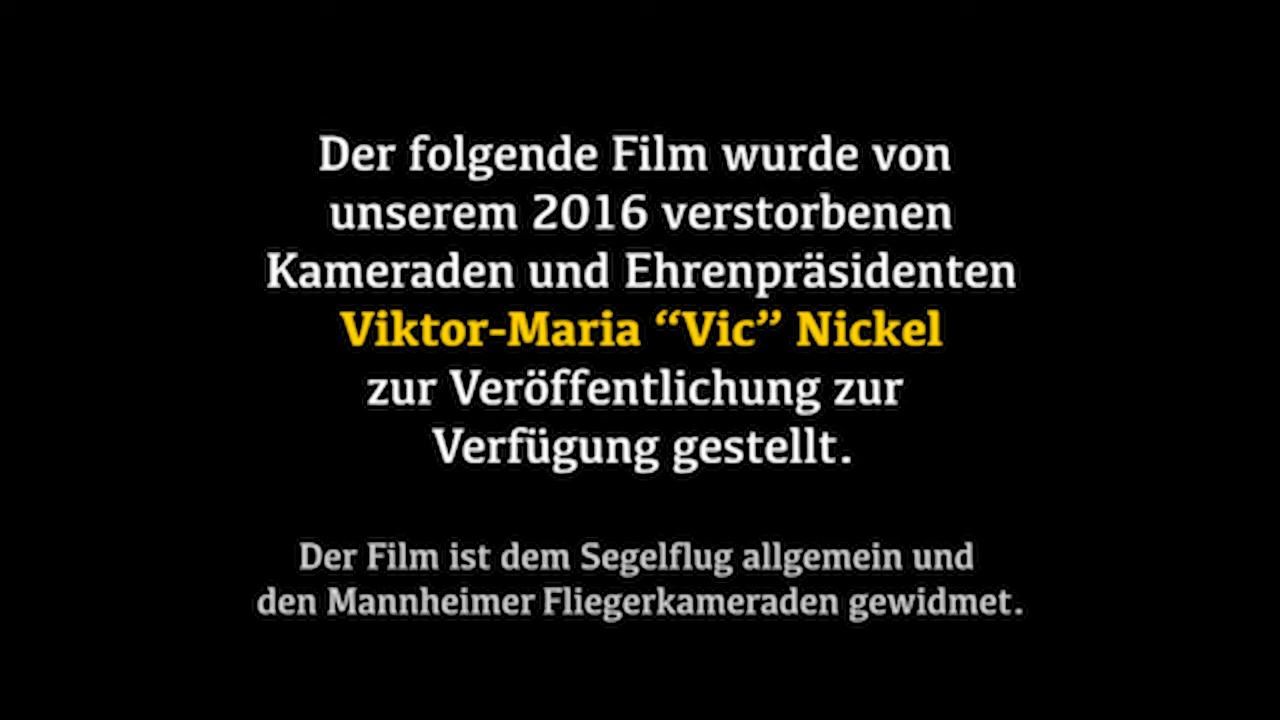 Der folgende Film wurde von
unserem 2016 verstorbenen
Kameraden und Ehrenpräsidenten
Viktor-Maria “Vic” Nickel
zur Veröffentlichung zur
Verfügung gestellt.
Der Film ist dem Segelflug allgemein und
den Mannheimer Fliegerkameraden gewidmet.